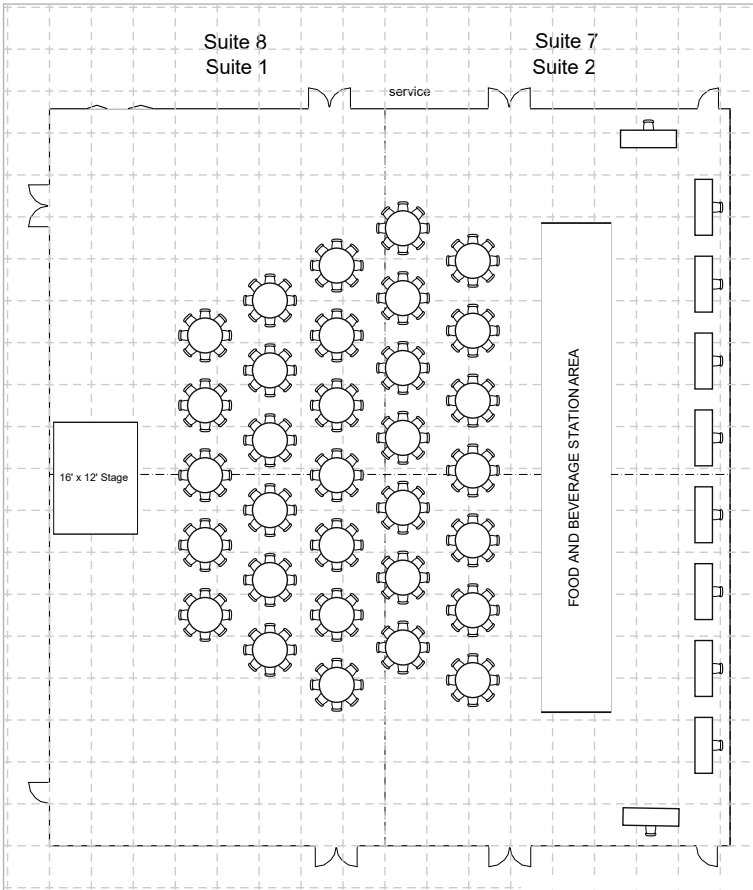 Suite 8
Suite 1
Suite 7
Suite 2
service
16' x 12' Stage
FOOD AND BEVERAGE STATION AREA